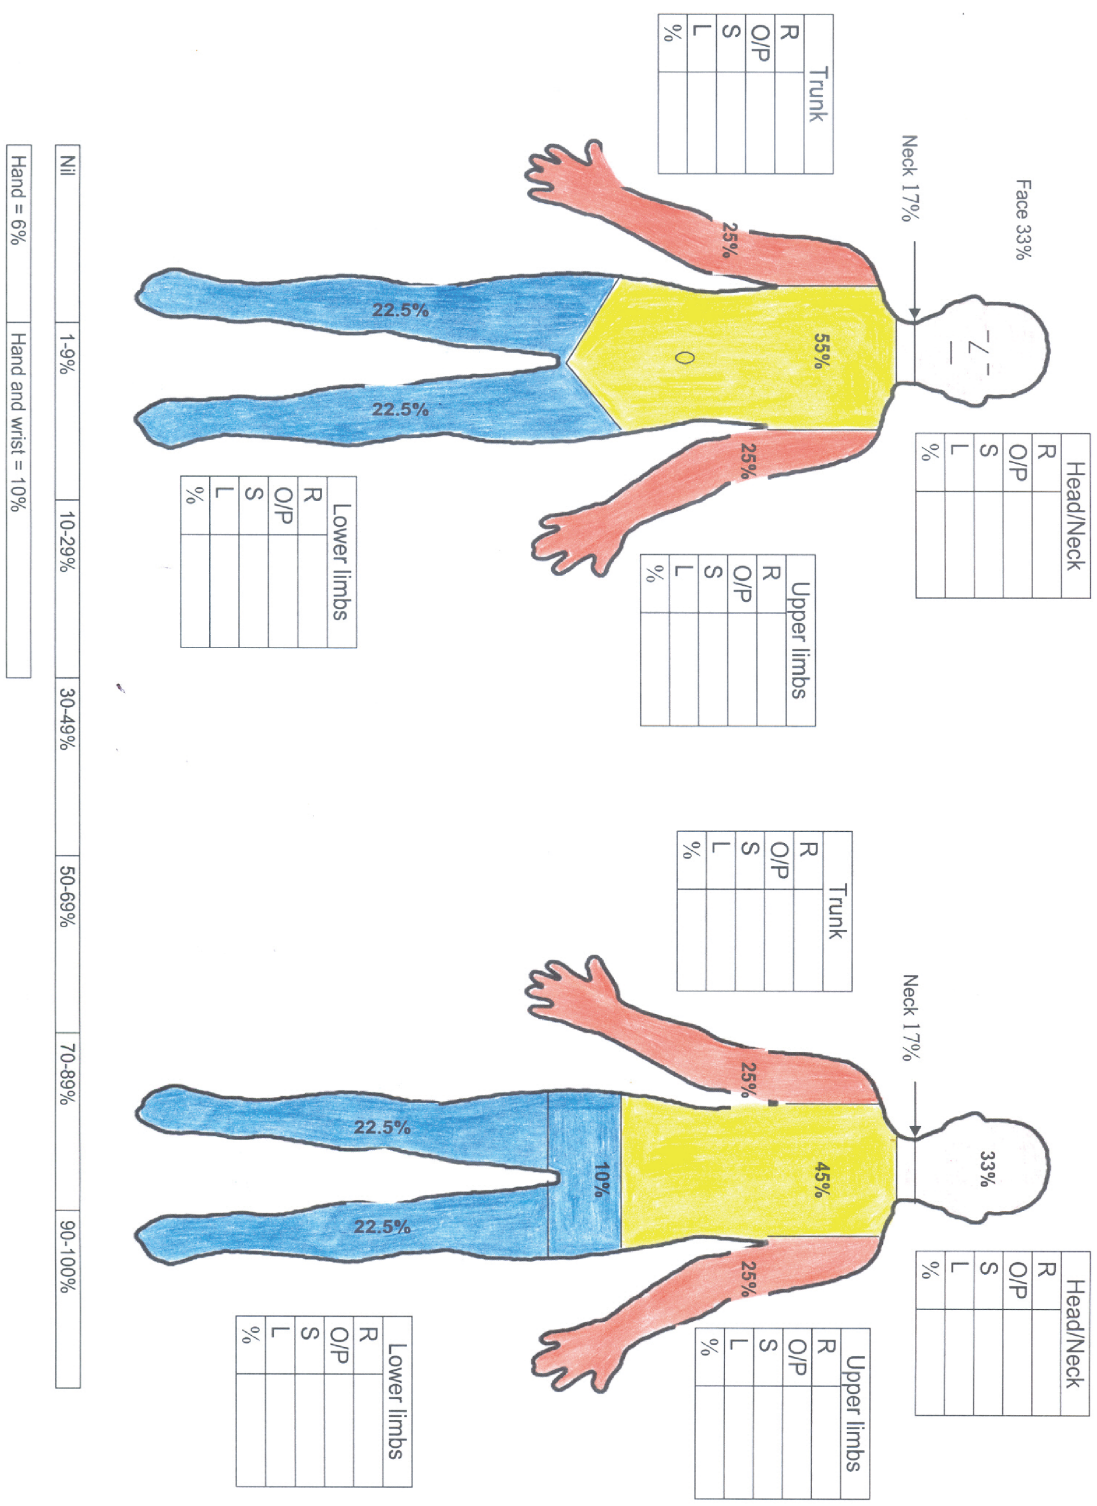 Face 33%
Neck 17%
Head/Neck
R
O/P
S
L
%
Trunk
R
O/P
S
L
%
55%
25%
25%
Upper limbs
R
O/P
S
L
%
22.5%
22.5%
Lower limbs
R
O/P
S
L
%
33%
Neck 17%
Head/Neck
R
O/P
S
L
%
Trunk
R
O/P
S
L
%
45%
25%
25%
Upper limbs
R
O/P
S
L
%
10%
22.5%
22.5%
Lower limbs
R
O/P
S
L
%
Nil 1-9% 10-29% 30-49% 50-69% 70-89% 90-100%
Hand = 6% Hand and wrist = 10%